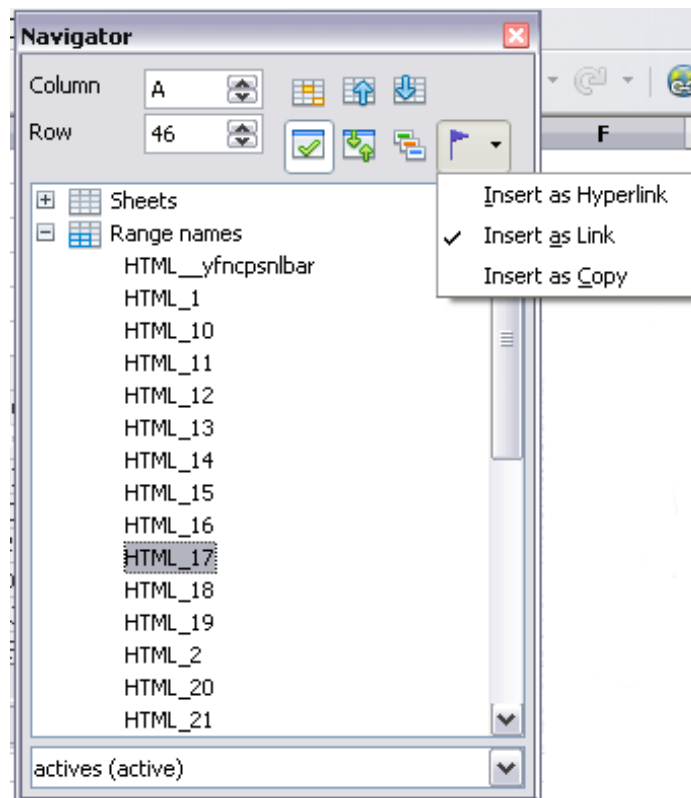 Navigator
Column A
Row 46
F
Insert as Hyperlink
Insert as Link
Insert as Copy
Sheets
Range names
HTML__yfncpsnlbar
HTML_1
HTML_10
HTML_11
HTML_12
HTML_13
HTML_14
HTML_15
HTML_16
HTML_17
HTML_18
HTML_19
HTML_2
HTML_20
HTML_21
actives (active)